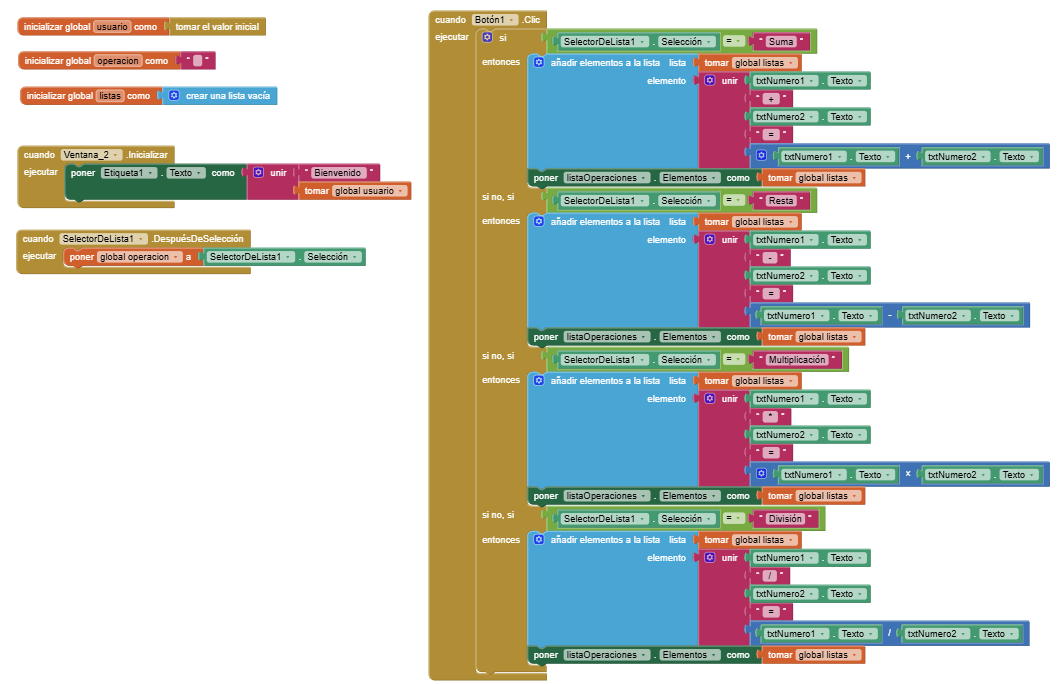 inicializar global usuario como tomar el valor inicial
inicializar global operacion como " "
inicializar global listas como crear una lista vacía
cuando Ventana_2 .Inicializar
ejecutar poner Etiqueta1 . Texto como unir " Bienvenido "
tomar global usuario
cuando SelectorDeLista1 .DespuésDeSelección
ejecutar poner global operacion a SelectorDeLista1 . Selección
cuando Botón1 .Clic
ejecutar si SelectorDeLista1 . Selección = " Suma "
entonces añadir elementos a la lista lista tomar global listas
elemento unir txtNumero1 . Texto
" + "
txtNumero2 . Texto
" = "
txtNumero1 . Texto + txtNumero2 . Texto
poner listaOperaciones . Elementos como tomar global listas
si no, si SelectorDeLista1 . Selección = " Resta "
entonces añadir elementos a la lista lista tomar global listas
elemento unir txtNumero1 . Texto
" - "
txtNumero2 . Texto
" = "
txtNumero1 . Texto - txtNumero2 . Texto
poner listaOperaciones . Elementos como tomar global listas
si no, si SelectorDeLista1 . Selección = " Multiplicación "
entonces añadir elementos a la lista lista tomar global listas
elemento unir txtNumero1 . Texto
" * "
txtNumero2 . Texto
" = "
txtNumero1 . Texto x txtNumero2 . Texto
poner listaOperaciones . Elementos como tomar global listas
si no, si SelectorDeLista1 . Selección = " División "
entonces añadir elementos a la lista lista tomar global listas
elemento unir txtNumero1 . Texto
" / "
txtNumero2 . Texto
" = "
txtNumero1 . Texto / txtNumero2 . Texto
poner listaOperaciones . Elementos como tomar global listas